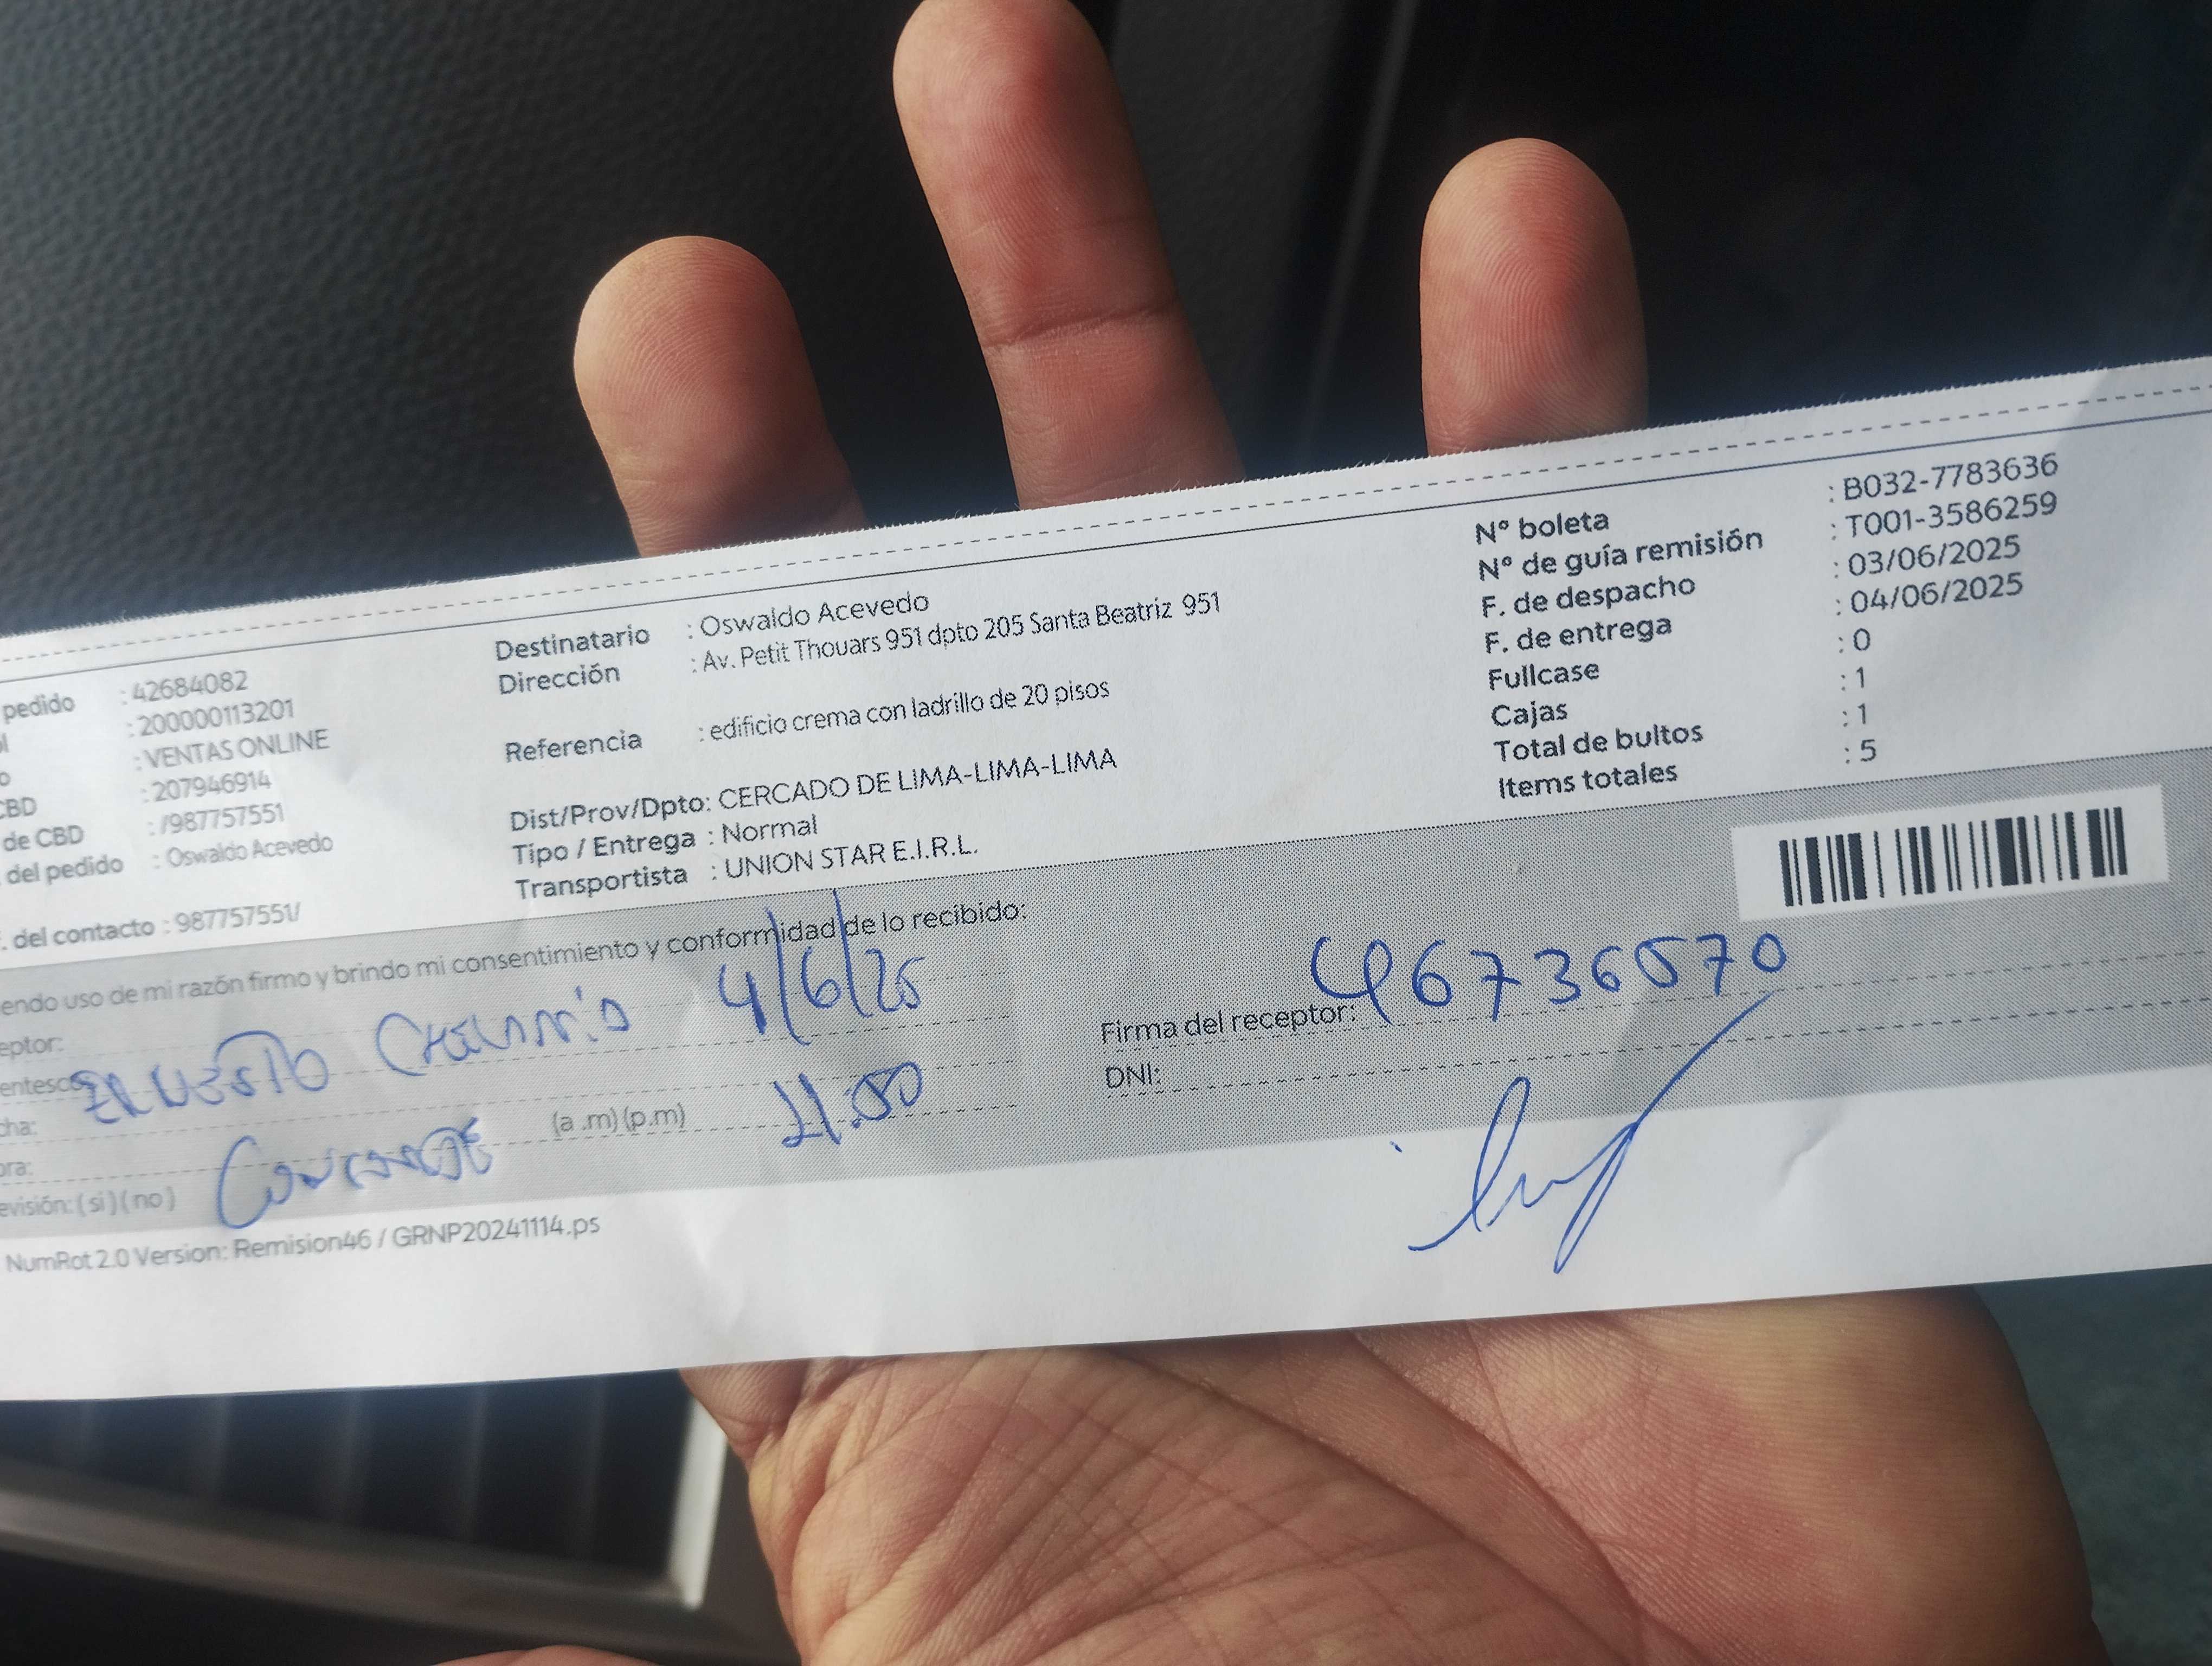 pedido : 42684082
: 200000113201
: VENTAS ONLINE
CBD : 207946914
de CBD : /987757551
del pedido : Oswaldo Acevedo
. del contacto : 987757551/
Destinatario : Oswaldo Acevedo
Dirección : Av. Petit Thouars 951 dpto 205 Santa Beatriz 951
Referencia : edificio crema con ladrillo de 20 pisos
Dist/Prov/Dpto: CERCADO DE LIMA-LIMA-LIMA
Tipo / Entrega : Normal
Transportista : UNION STAR E.I.R.L.
N° boleta : B032-7783636
N° de guía remisión : T001-3586259
F. de despacho : 03/06/2025
F. de entrega : 04/06/2025
Fullcase : 0
Cajas : 1
Total de bultos : 1
Items totales : 5
endo uso de mi razón firmo y brindo mi consentimiento y conformidad de lo recibido:
eptor: 4/6/25
entesco
cha: (a .m) (p.m)
ora:
evisión: ( si ) ( no )
Firma del receptor: 46736570
DNI:
NumRot 2.0 Version: Remision46 / GRNP20241114.ps